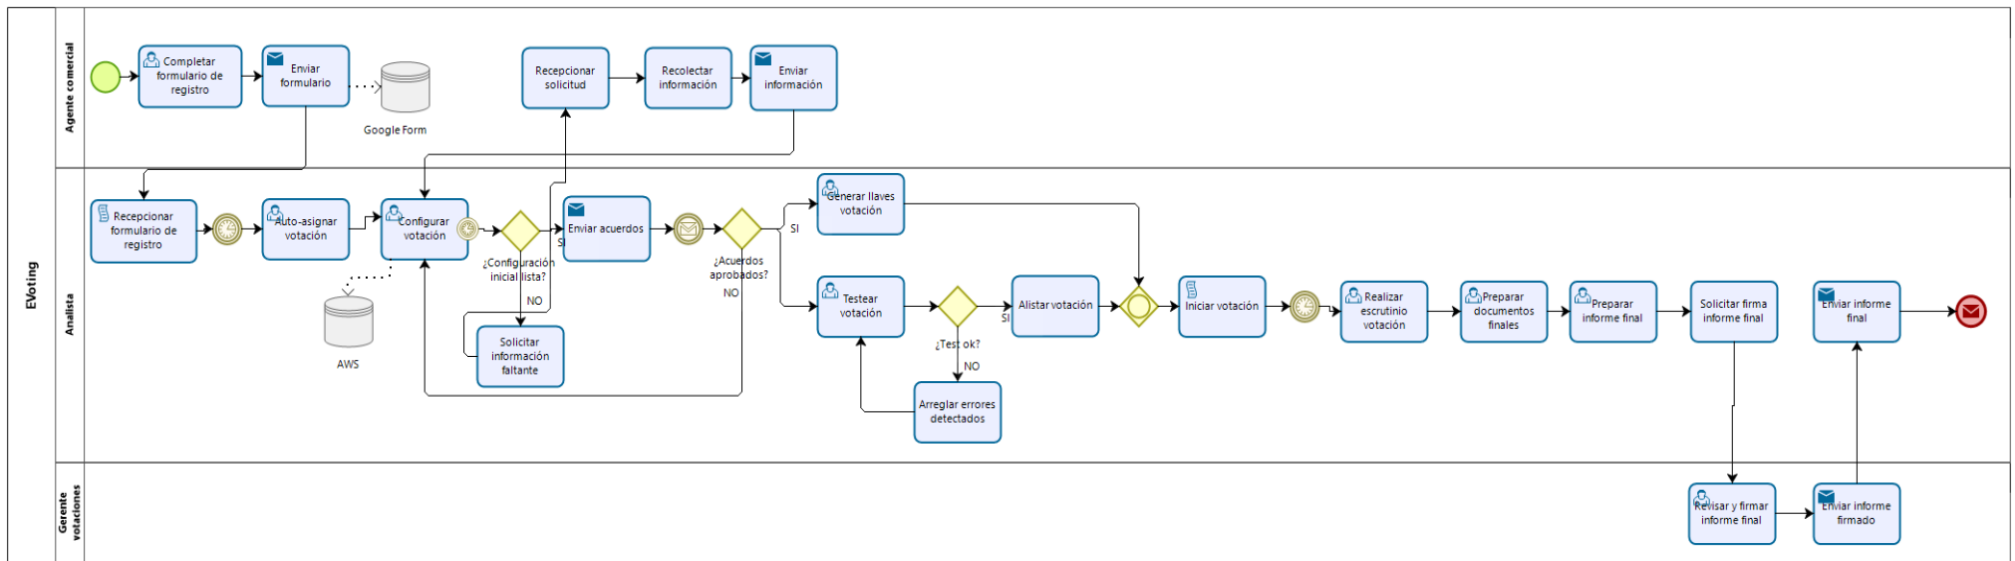 EVoting
Agente comercial
Completar
formulario de
registro
Enviar
formulario
Google Form
Recepcionar
solicitud
Recolectar
información
Enviar
información
Analista
Recepcionar
formulario de
registro
Auto-asignar
votación
Configurar
votación
AWS
¿Configuración
inicial lista?
SI
NO
Solicitar
información
faltante
Enviar acuerdos
¿Acuerdos
aprobados?
NO
SI
Generar llaves
votación
Testear
votación
¿Test ok?
SI
NO
Arreglar errores
detectados
Alistar votación
Iniciar votación
Realizar
escrutinio
votación
Preparar
documentos
finales
Preparar
informe final
Solicitar firma
informe final
Enviar informe
final
Gerente
votaciones
Revisar y firmar
informe final
Enviar informe
firmado